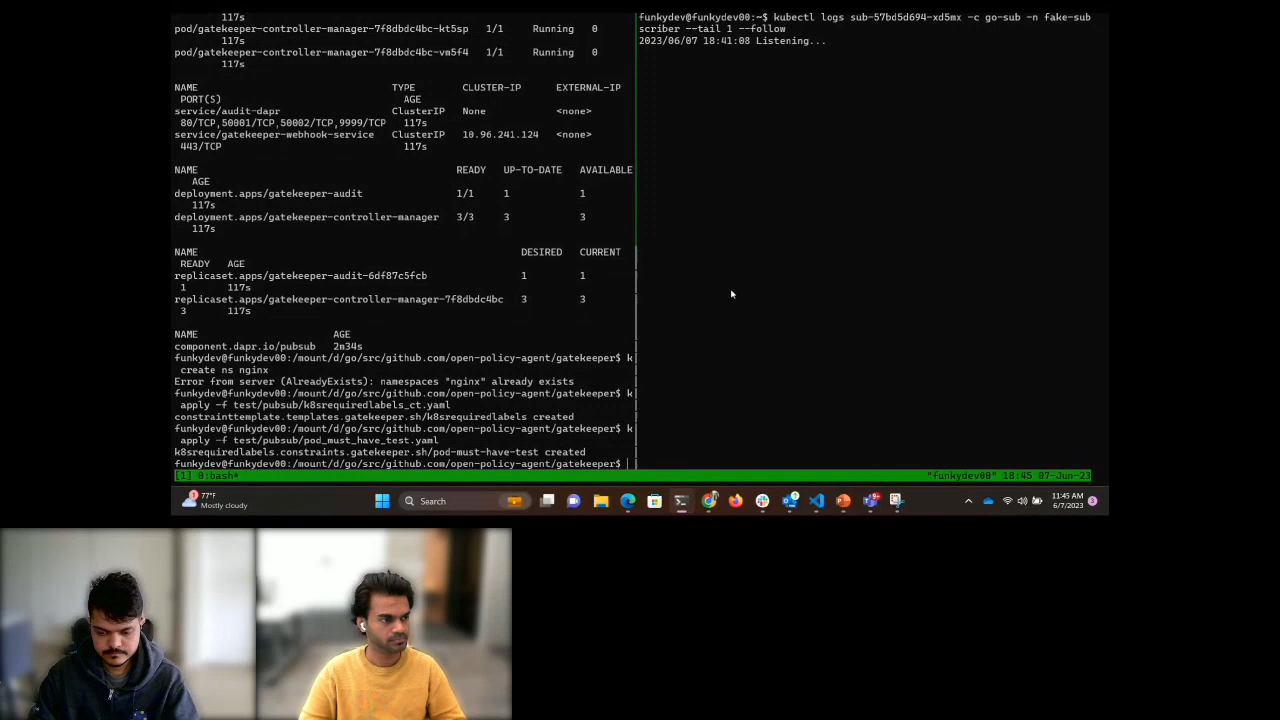 117s
pod/gatekeeper-controller-manager-7f8dbdc4bc-kt5sp 1/1 Running 0
117s
pod/gatekeeper-controller-manager-7f8dbdc4bc-vm5f4 1/1 Running 0
117s
NAME TYPE CLUSTER-IP EXTERNAL-IP
PORT(S) AGE
service/audit-dapr ClusterIP None <none>
80/TCP,50001/TCP,50002/TCP,9999/TCP 117s
service/gatekeeper-webhook-service ClusterIP 10.96.241.124 <none>
443/TCP 117s
NAME READY UP-TO-DATE AVAILABLE
AGE
deployment.apps/gatekeeper-audit 1/1 1 1
117s
deployment.apps/gatekeeper-controller-manager 3/3 3 3
117s
NAME DESIRED CURRENT
READY AGE
replicaset.apps/gatekeeper-audit-6df87c5fcb 1 1
1 117s
replicaset.apps/gatekeeper-controller-manager-7f8dbdc4bc 3 3
3 117s
NAME AGE
component.dapr.io/pubsub 2m34s
funkydev@funkydev00:/mount/d/go/src/github.com/open-policy-agent/gatekeeper$ k
create ns nginx
Error from server (AlreadyExists): namespaces "nginx" already exists
funkydev@funkydev00:/mount/d/go/src/github.com/open-policy-agent/gatekeeper$ k
apply -f test/pubsub/k8srequiredlabels_ct.yaml
constrainttemplate.templates.gatekeeper.sh/k8srequiredlabels created
funkydev@funkydev00:/mount/d/go/src/github.com/open-policy-agent/gatekeeper$ k
apply -f test/pubsub/pod_must_have_test.yaml
k8srequiredlabels.constraints.gatekeeper.sh/pod-must-have-test created
funkydev@funkydev00:/mount/d/go/src/github.com/open-policy-agent/gatekeeper$
funkydev@funkydev00:~$ kubectl logs sub-57bd5d694-xd5mx -c go-sub -n fake-sub
scriber --tail 1 --follow
2023/06/07 18:41:08 Listening...
[1] 0:bash* "funkydev00" 18:45 07-Jun-23
77°F
Mostly cloudy
Search
11:45 AM
6/7/2023